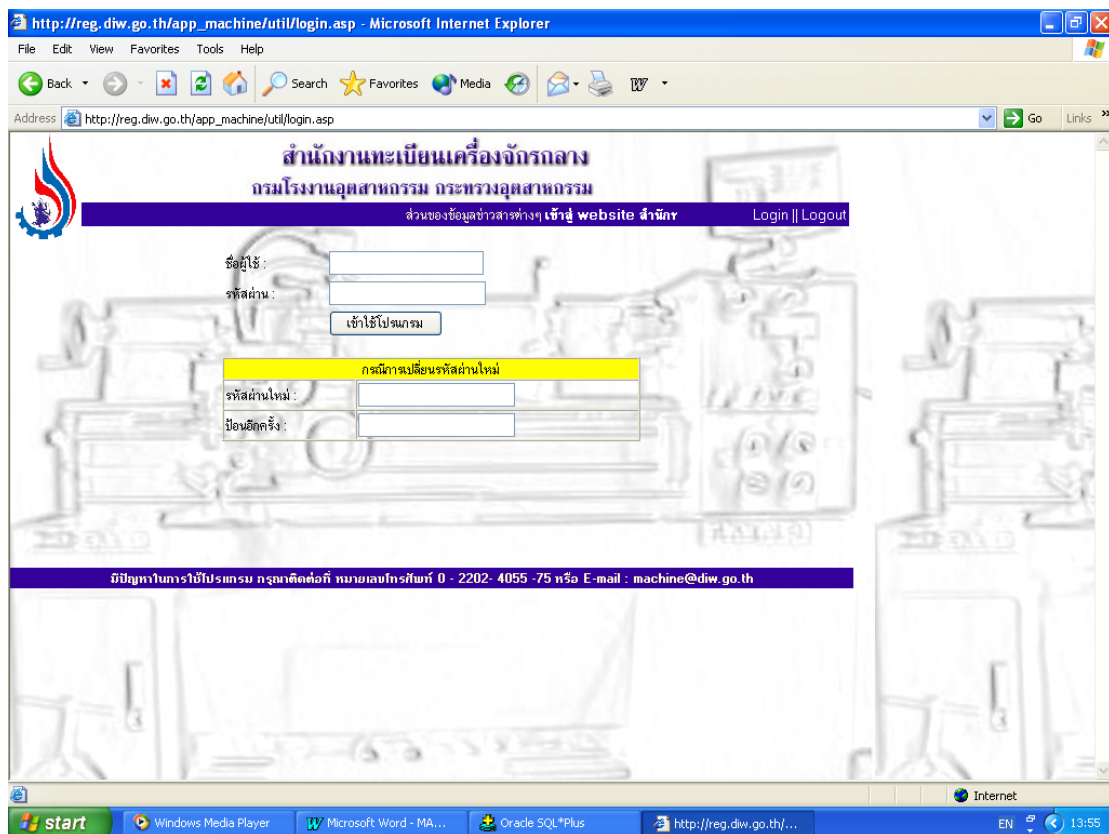 http://reg.diw.go.th/app_machine/util/login.asp - Microsoft Internet Explorer
File Edit View Favorites Tools Help
Back Search Favorites Media
Address http://reg.diw.go.th/app_machine/util/login.asp Go Links »
สำนักงานทะเบียนเครื่องจักรกลาง
กรมโรงงานอุตสาหกรรม กระทรวงอุตสาหกรรม
ส่วนของข้อมูลข่าวสารต่างๆ เข้าสู่ website สำนักฯ Login || Logout
ชื่อผู้ใช้ :
รหัสผ่าน :
เข้าใช้โปรแกรม
กรณีการเปลี่ยนรหัสผ่านใหม่
รหัสผ่านใหม่ :
ป้อนอีกครั้ง :
มีปัญหาในการใช้โปรแกรม กรุณาติดต่อที่ หมายเลขโทรศัพท์ 0 - 2202- 4055 -75 หรือ E-mail : machine@diw.go.th
Internet
start Windows Media Player Microsoft Word - MA... Oracle SQL*Plus http://reg.diw.go.th/... EN 13:55